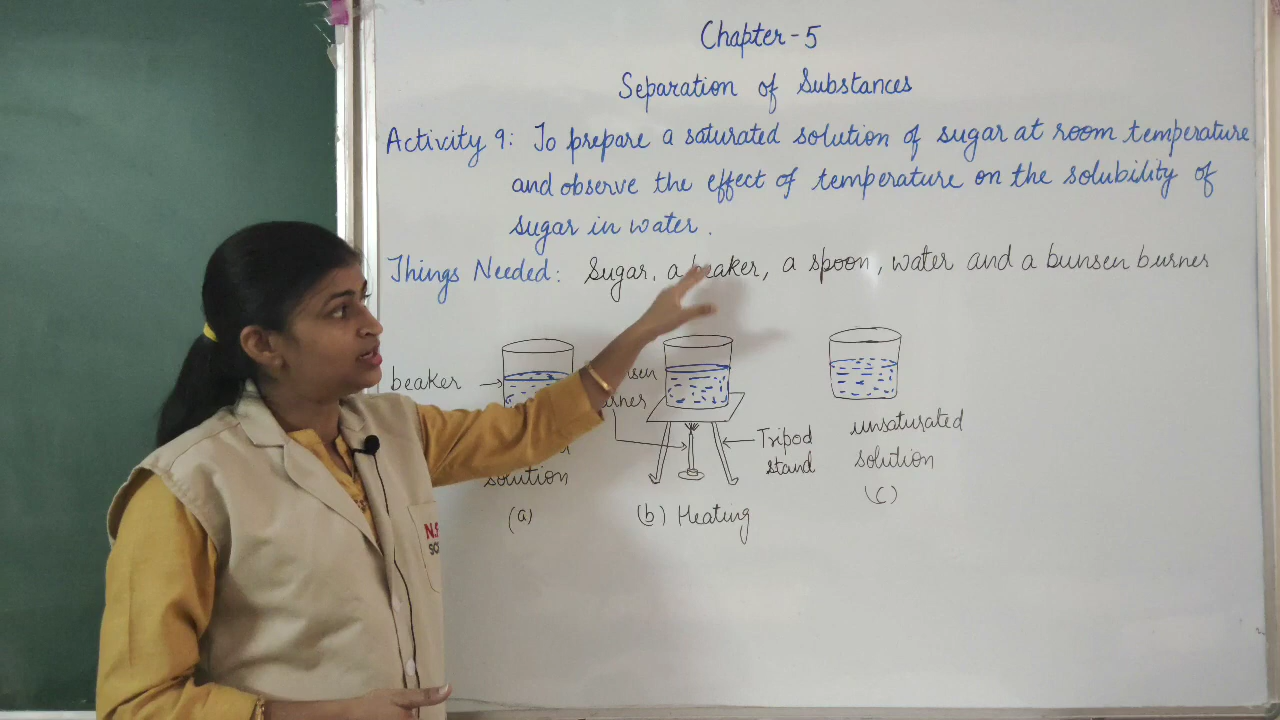 Chapter-5
Separation of Substances
Activity 9: To prepare a saturated solution of sugar at room temperature
and observe the effect of temperature on the solubility of
sugar in water.
Things Needed: Sugar, a beaker, a spoon, water and a bunsen burner
beaker
solution
(a)
Tripod
stand
(b) Heating
unsaturated
solution
(c)